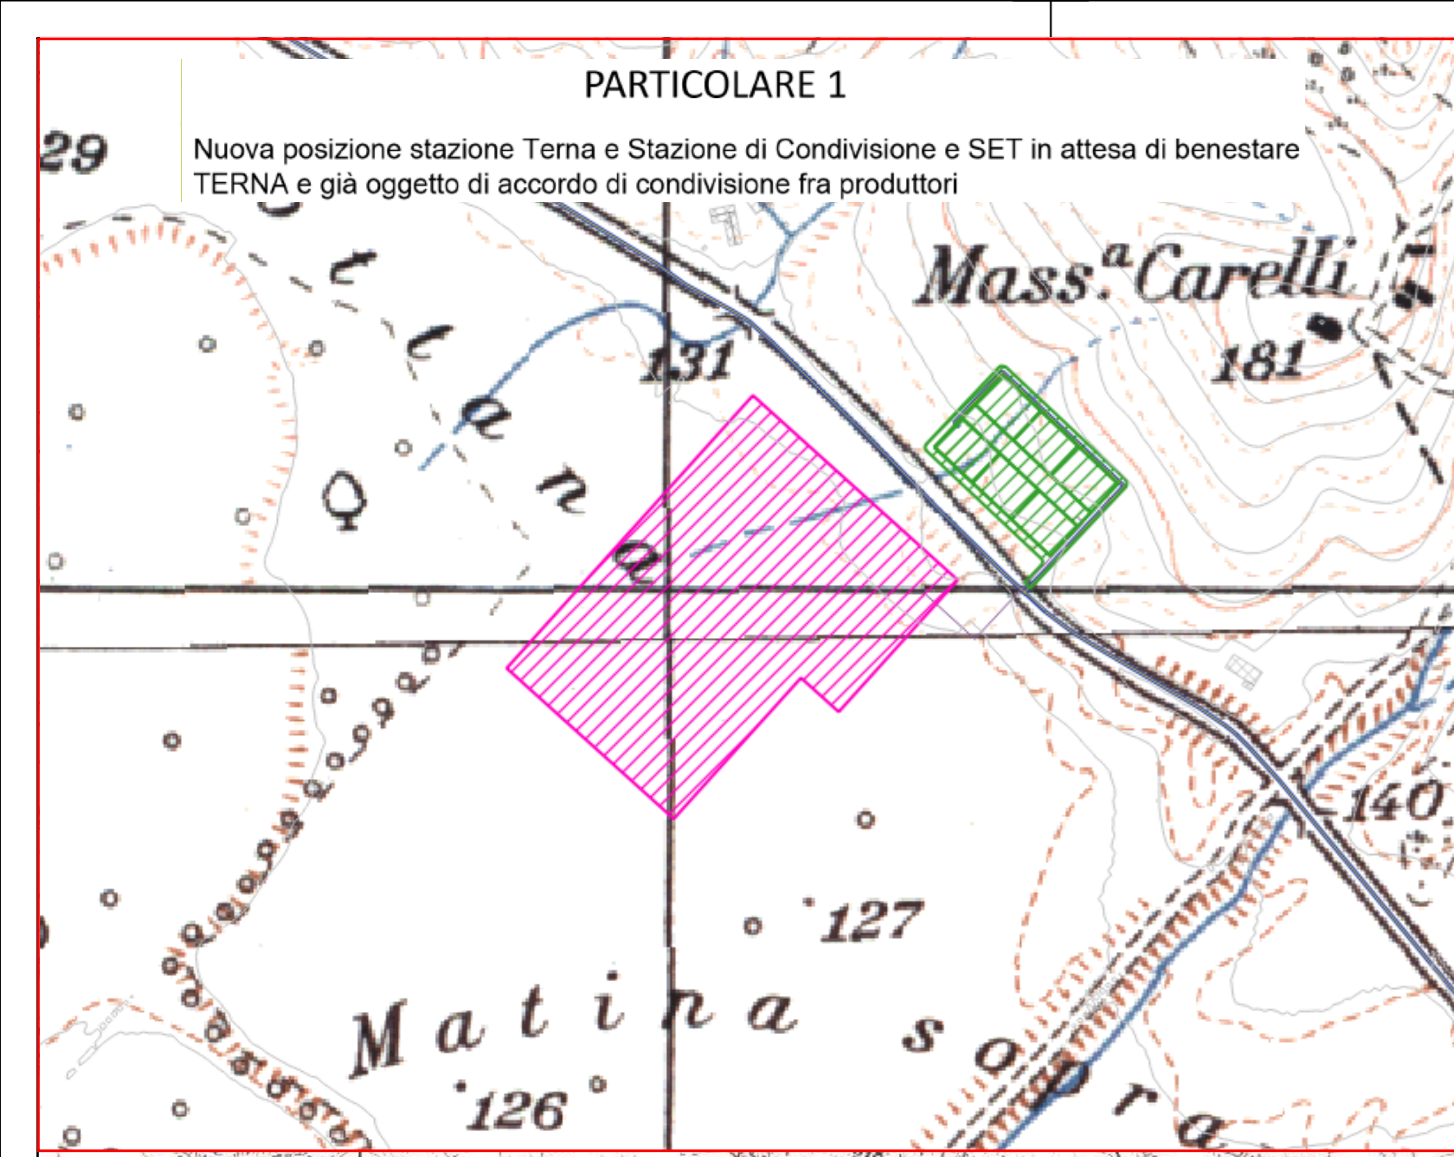 PARTICOLARE 1
Nuova posizione stazione Terna e Stazione di Condivisione e SET in attesa di benestare
TERNA e già oggetto di accordo di condivisione fra produttori
29
Mass.ª Carelli
131
181
t t a n a
140
127
Matina sopra
126